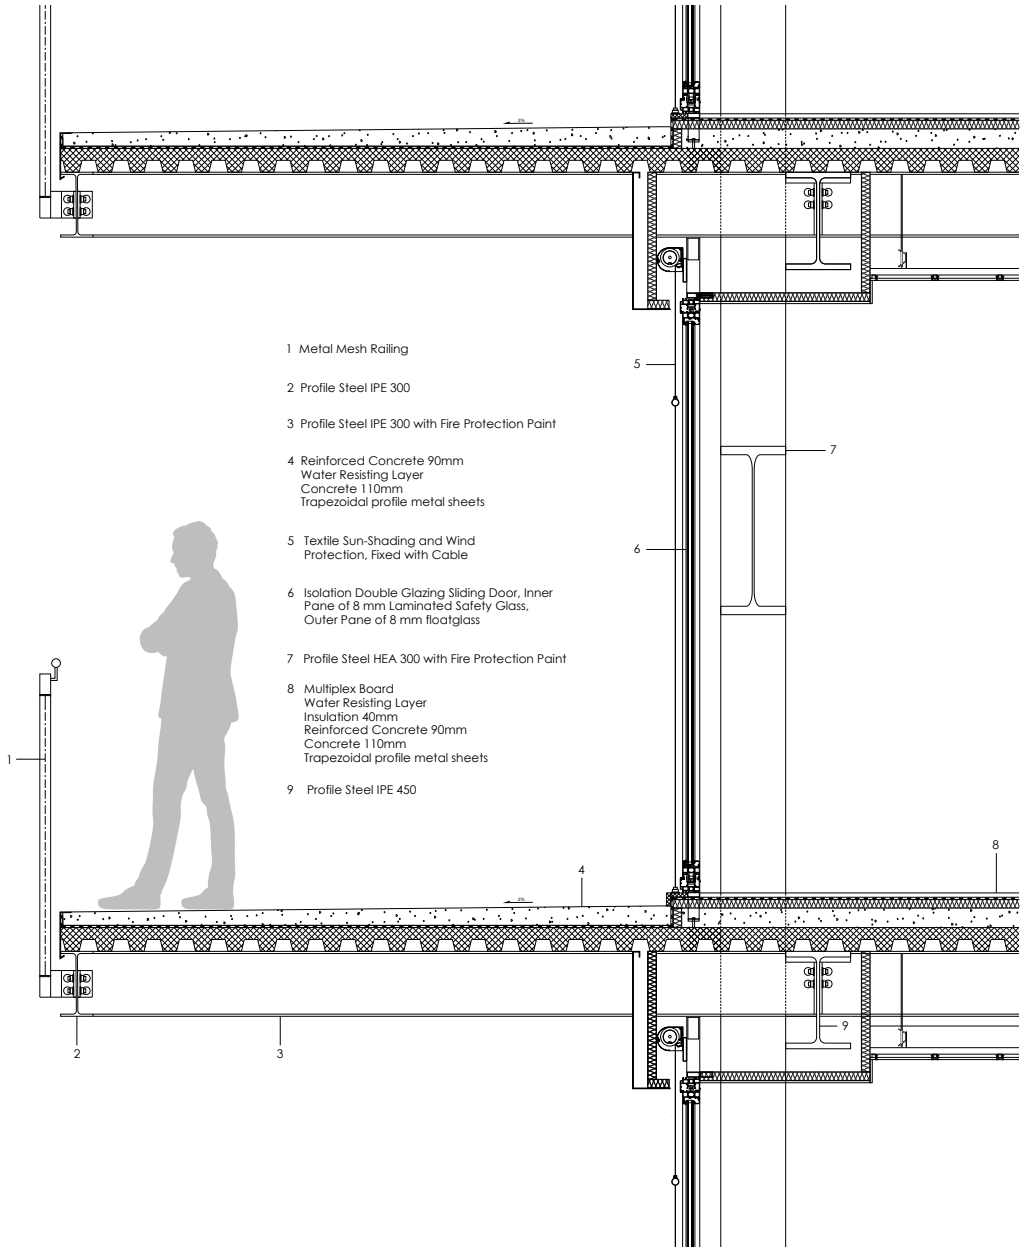 2%
1 Metal Mesh Railing
2 Profile Steel IPE 300
3 Profile Steel IPE 300 with Fire Protection Paint
4 Reinforced Concrete 90mm
Water Resisting Layer
Concrete 110mm
Trapezoidal profile metal sheets
5 Textile Sun-Shading and Wind
Protection, Fixed with Cable
6 Isolation Double Glazing Sliding Door, Inner
Pane of 8 mm Laminated Safety Glass,
Outer Pane of 8 mm floatglass
7 Profile Steel HEA 300 with Fire Protection Paint
8 Multiplex Board
Water Resisting Layer
Insulation 40mm
Reinforced Concrete 90mm
Concrete 110mm
Trapezoidal profile metal sheets
9 Profile Steel IPE 450
5
7
6
1
8
4
2%
9
2
3